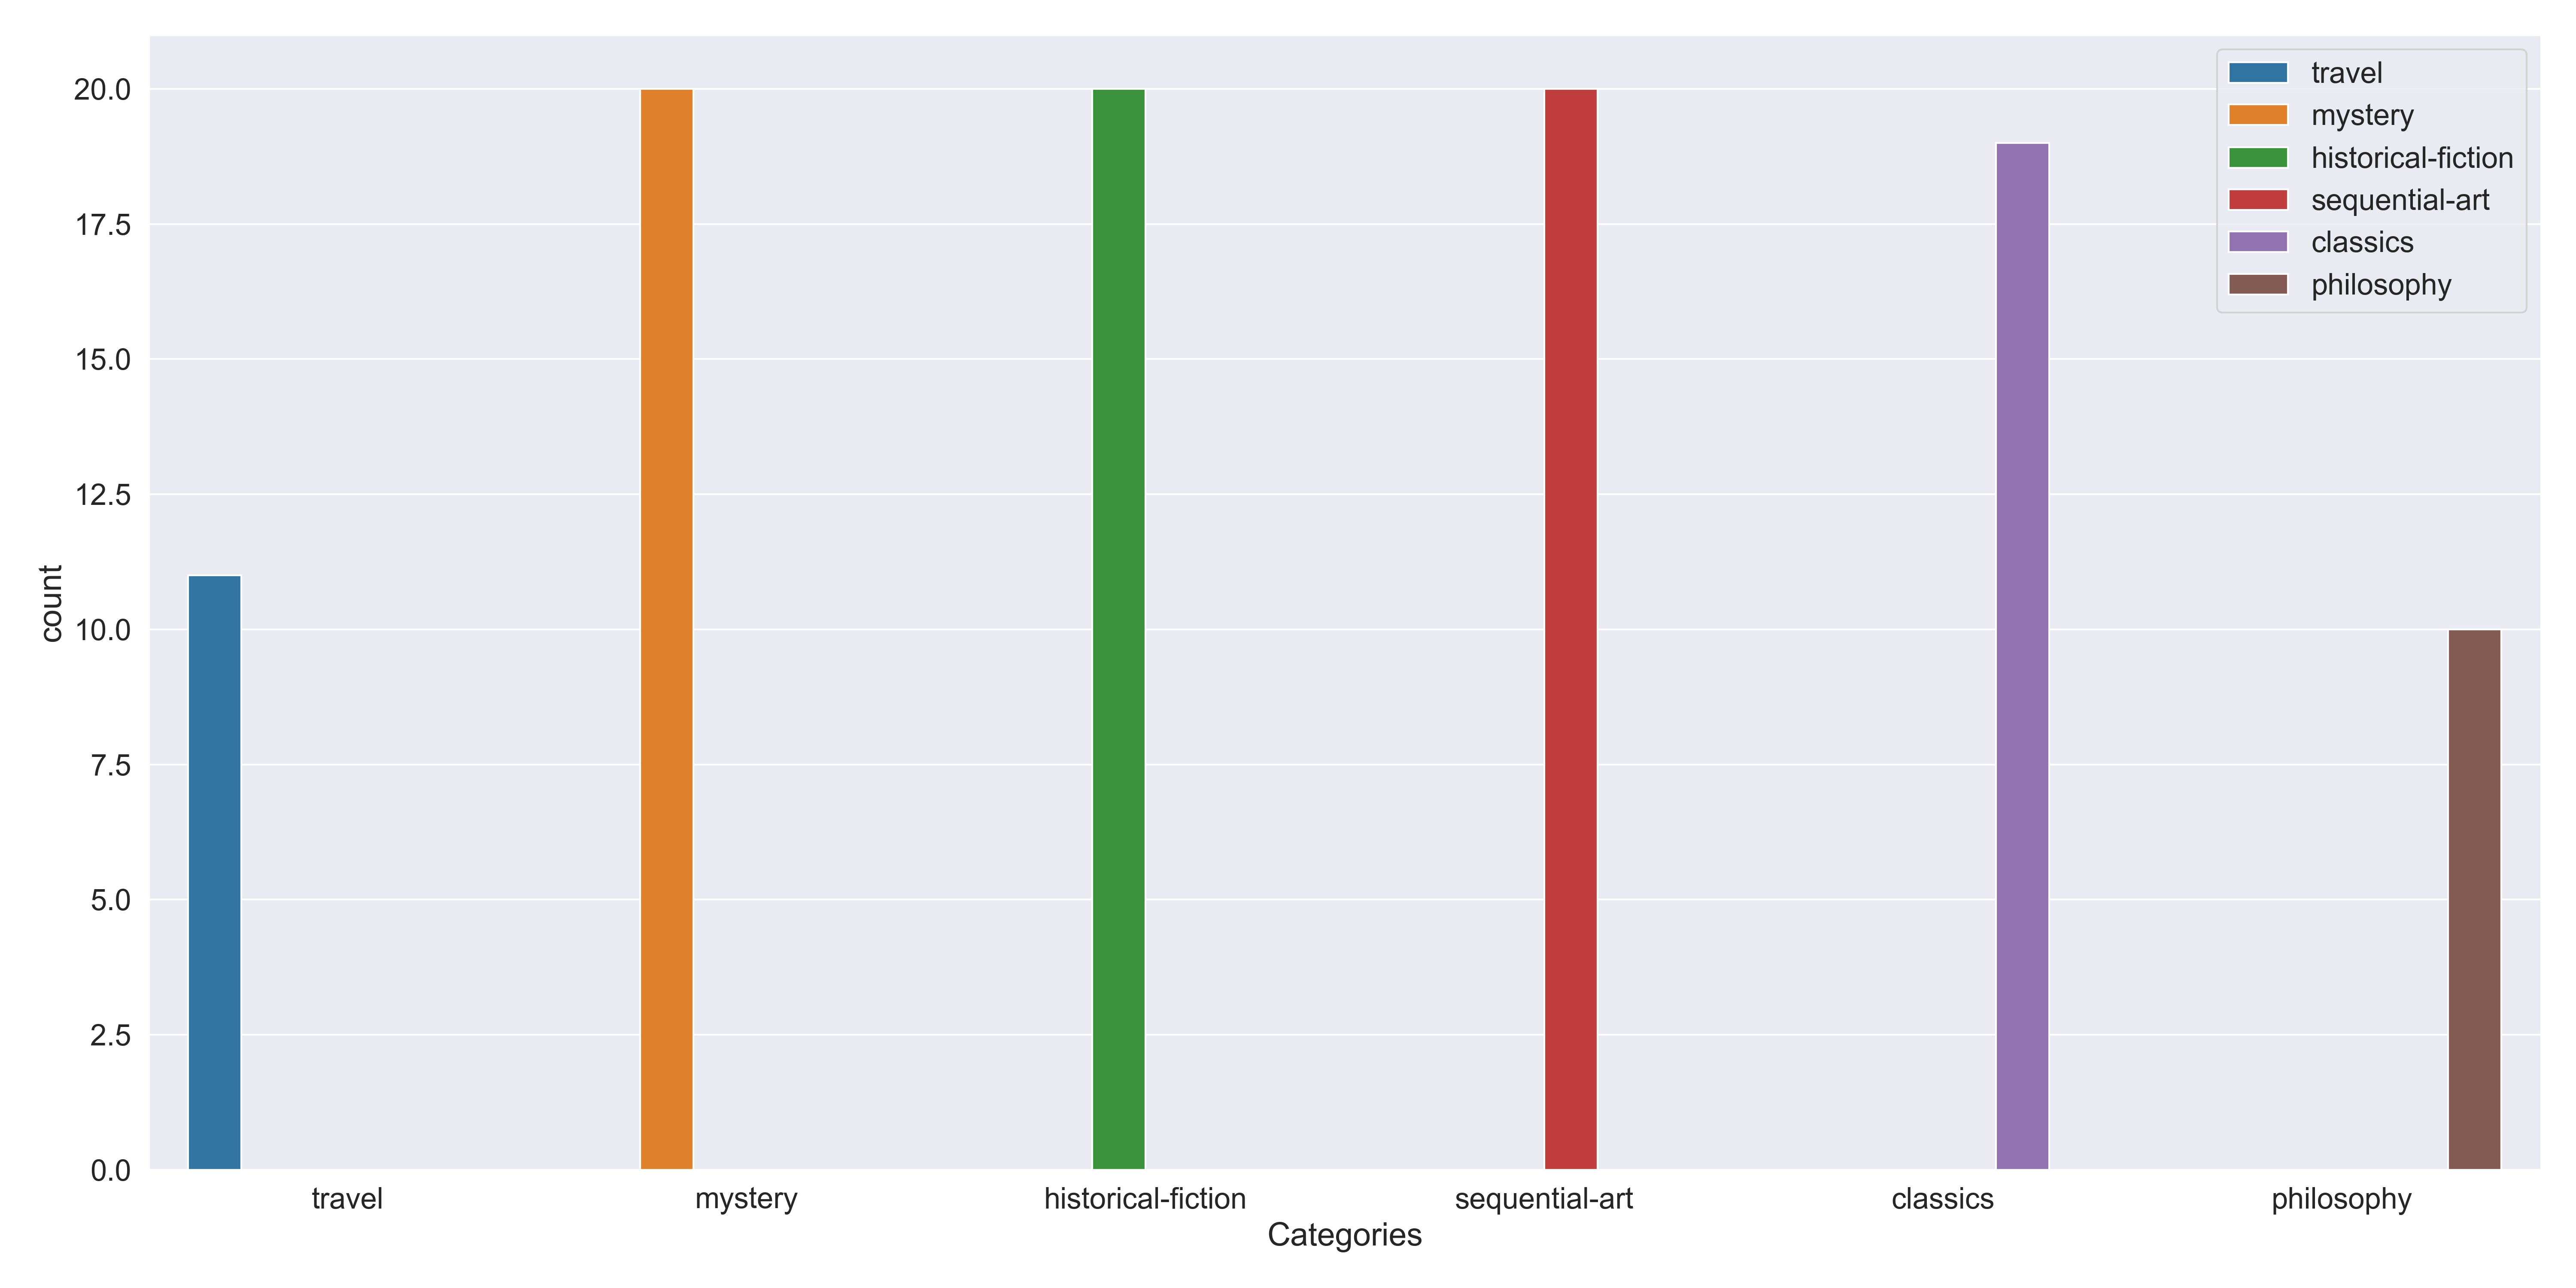 20.0
17.5
15.0
12.5
10.0
7.5
5.0
2.5
0.0
count
travel
mystery
historical-fiction
sequential-art
classics
philosophy
travel mystery historical-fiction sequential-art classics philosophy
Categories